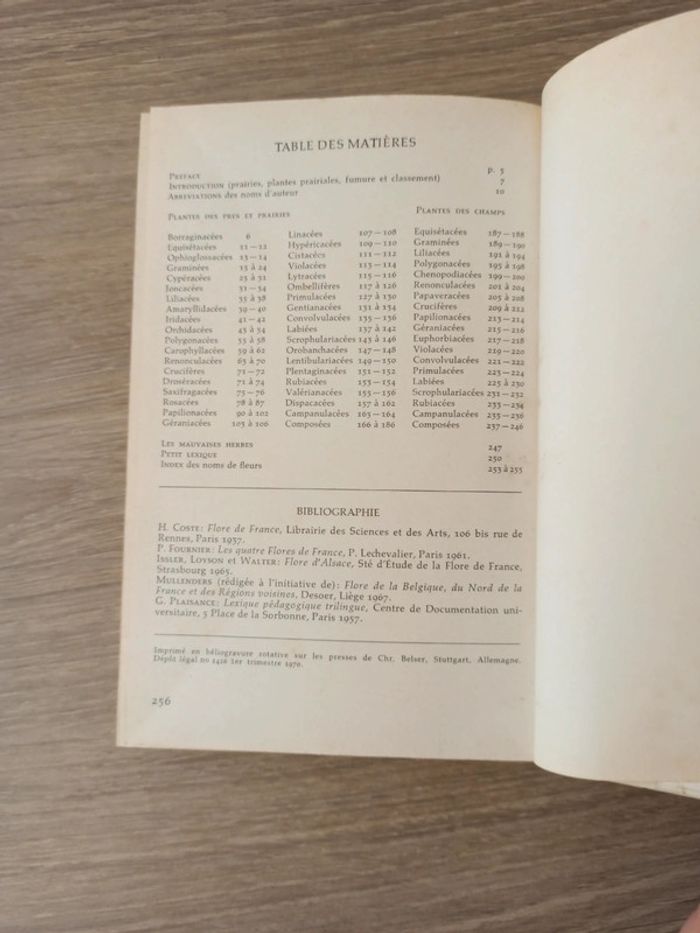 TABLE DES MATIÈRES
PRÉFACE p. 5
INTRODUCTION (prairies, plantes prairiales, fumure et classement) 7
ABRÉVIATIONS des noms d'auteur 10
PLANTES DES PRÉS ET PRAIRIES
Borraginacées 6
Equisétacées 11–12
Ophioglossacées 13–14
Graminées 15 à 24
Cypéracées 25 à 31
Joncacées 31–34
Liliacées 35 à 38
Amaryllidacées 39–40
Iridacées 41–42
Orchidacées 43 à 54
Polygonacées 55 à 58
Caryophyllacées 59 à 62
Renonculacées 63 à 70
Crucifères 71–72
Droséracées 71 à 74
Saxifragacées 75–76
Rosacées 78 à 87
Papilionacées 90 à 102
Géraniacées 103 à 106
Linacées 107–108
Hypéricacées 109–110
Cistacées 111–112
Violacées 113–114
Lytracées 115–116
Ombellifères 117 à 126
Primulacées 127 à 130
Gentianacées 131 à 134
Convolvulacées 135–136
Labiées 137 à 142
Scrophulariacées 143 à 146
Orobanchacées 147–148
Lentibulariacées 149–150
Plentaginacées 151–152
Rubiacées 153–154
Valérianacées 155–156
Dispacacées 157 à 162
Campanulacées 163–164
Composées 166 à 186
PLANTES DES CHAMPS
Equisétacées 187–188
Graminées 189–190
Liliacées 191 à 194
Polygonacées 195 à 198
Chenopodiacées 199–200
Renonculacées 201 à 204
Papaveracées 205 à 208
Crucifères 209 à 212
Papilionacées 213–214
Géraniacées 215–216
Euphorbiacées 217–218
Violacées 219–220
Convolvulacées 221–222
Primulacées 223–224
Labiées 225 à 230
Scrophulariacées 231–232
Rubiacées 233–234
Campanulacées 235–236
Composées 237–246
LES MAUVAISES HERBES 247
PETIT LEXIQUE 250
INDEX des noms de fleurs 253 à 255
BIBLIOGRAPHIE
H. COSTE: Flore de France, Librairie des Sciences et des Arts, 106 bis rue de
Rennes, Paris 1937.
P. FOURNIER: Les quatre Flores de France, P. Lechevalier, Paris 1961.
ISSLER, LOYSON et WALTER: Flore d'Alsace, Sté d'Étude de la Flore de France,
Strasbourg 1965.
MULLENDERS (rédigée à l'initiative de): Flore de la Belgique, du Nord de la
France et des Régions voisines, Desoer, Liège 1967.
G. PLAISANCE: Lexique pédagogique trilingue, Centre de Documentation uni-
versitaire, 5 Place de la Sorbonne, Paris 1957.
Imprimé en héliogravure rotative sur les presses de Chr. Belser, Stuttgart, Allemagne.
Dépôt légal no 1426 1er trimestre 1970.
256